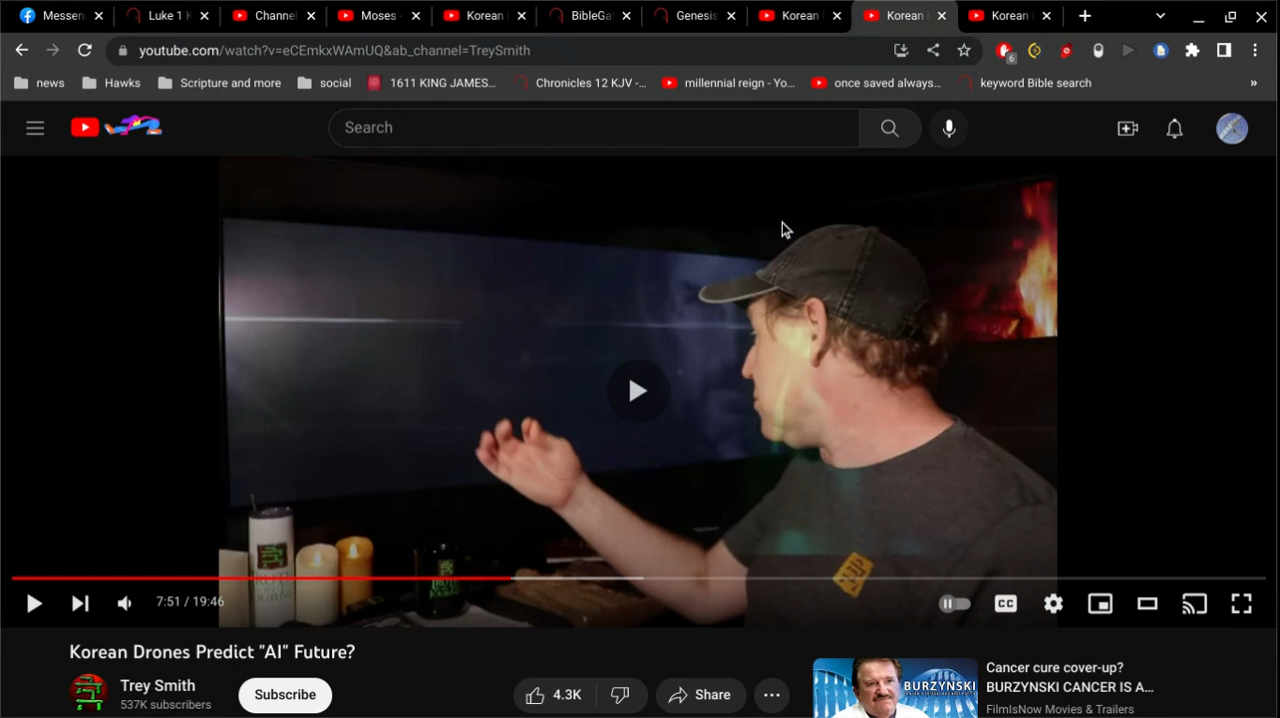 Messen
Luke 1 K
Channel
Moses -
Korean
BibleGa
Genesis
Korean
Korean
Korean
youtube.com/watch?v=eCEmkxWAmUQ&ab_channel=TreySmith
6
news
Hawks
Scripture and more
social
1611 KING JAMES...
Chronicles 12 KJV -...
millennial reign - Yo...
once saved always...
keyword Bible search
»
Search
7:51 / 19:46
CC
Korean Drones Predict "AI" Future?
Trey Smith
537K subscribers
Subscribe
4.3K
Share
BURZYNSKI
Cancer cure cover-up?
BURZYNSKI CANCER IS A...
FilmIsNow Movies & Trailers